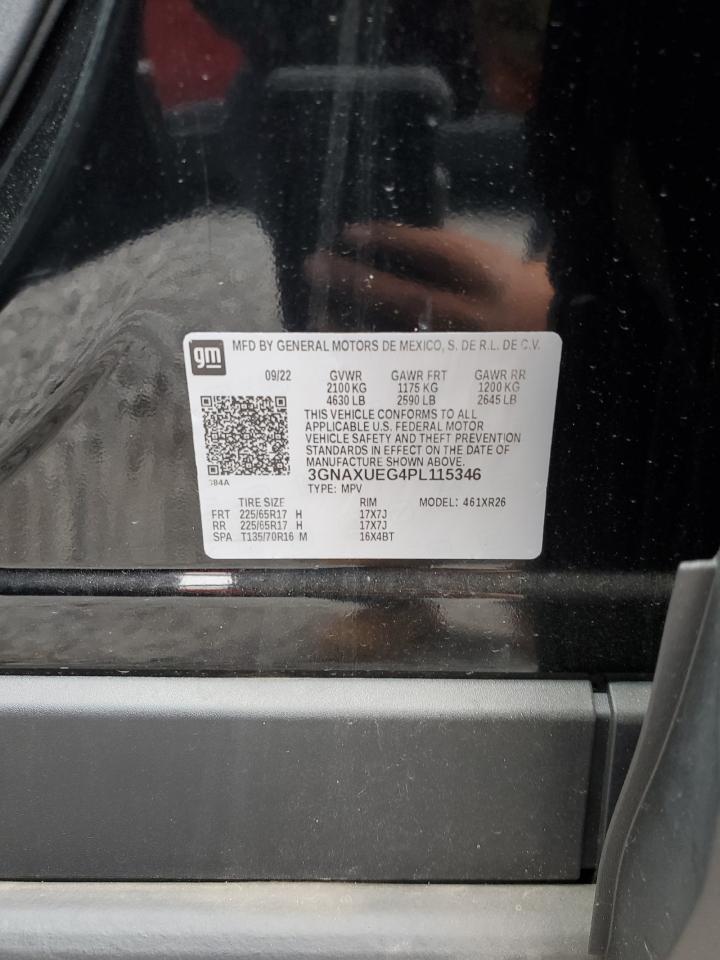 gm
MFD BY GENERAL MOTORS DE MEXICO, S. DE R.L. DE C.V.
09/22 GVWR GAWR FRT GAWR RR
2100 KG 1175 KG 1200 KG
4630 LB 2590 LB 2645 LB
THIS VEHICLE CONFORMS TO ALL
APPLICABLE U.S. FEDERAL MOTOR
VEHICLE SAFETY AND THEFT PREVENTION
STANDARDS IN EFFECT ON THE DATE OF
MANUFACTURE SHOWN ABOVE.
3GNAXUEG4PL115346
TYPE: MPV
TIRE SIZE RIM MODEL: 461XR26
FRT 225/65R17 H 17X7J
RR 225/65R17 H 17X7J
SPA T135/70R16 M 16X4BT